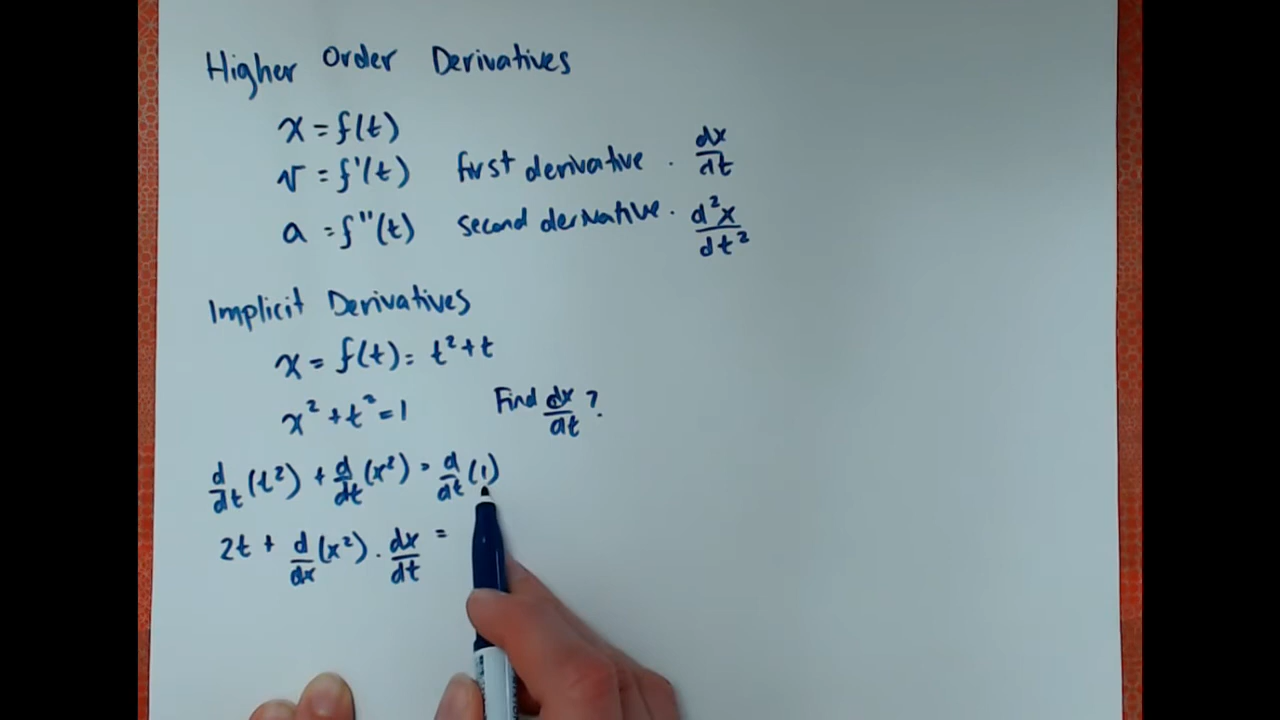 Higher Order Derivatives
x = f(t)
v = f'(t) first derivative . dx/dt
a = f''(t) second derivative . d²x/dt²
Implicit Derivatives
x = f(t) = t² + t
x² + t² = 1 Find dx/dt ?
d/dt (t²) + d/dt (x²) = d/dt (1)
2t + d/dx (x²) . dx/dt =